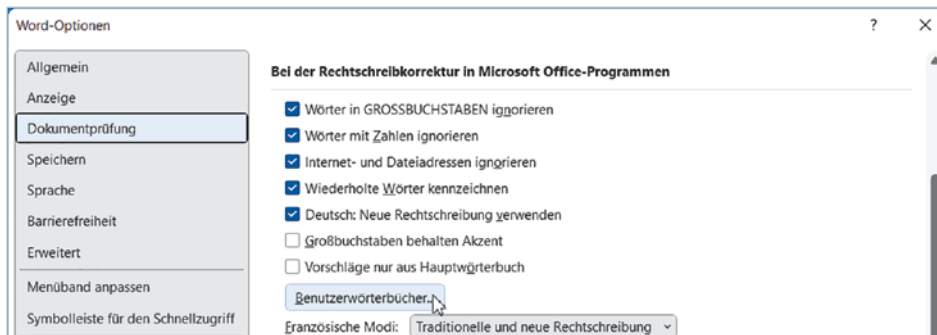 Word-Optionen ?
Allgemein
Anzeige
Dokumentprüfung
Speichern
Sprache
Barrierefreiheit
Erweitert
Menüband anpassen
Symbolleiste für den Schnellzugriff
Bei der Rechtschreibkorrektur in Microsoft Office-Programmen
Wörter in GROSSBUCHSTABEN ignorieren
Wörter mit Zahlen ignorieren
Internet- und Dateiadressen ignorieren
Wiederholte Wörter kennzeichnen
Deutsch: Neue Rechtschreibung verwenden
Großbuchstaben behalten Akzent
Vorschläge nur aus Hauptwörterbuch
Benutzerwörterbücher...
Französische Modi: Traditionelle und neue Rechtschreibung